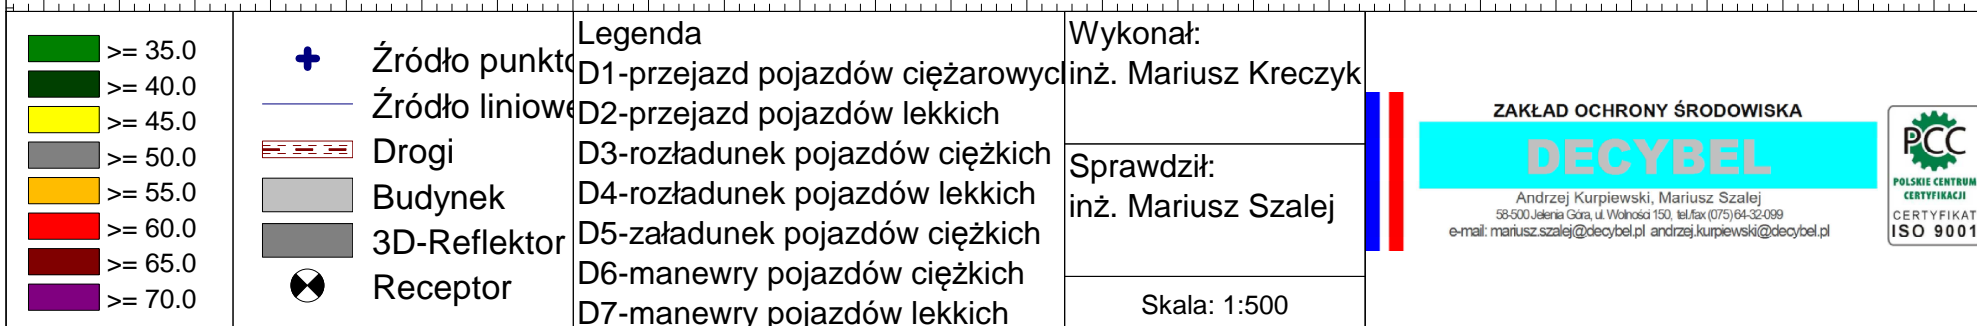 >= 35.0
>= 40.0
>= 45.0
>= 50.0
>= 55.0
>= 60.0
>= 65.0
>= 70.0
Źródło punkto
Źródło liniowe
Drogi
Budynek
3D-Reflektor
Receptor
Legenda
D1-przejazd pojazdów ciężarowyc
D2-przejazd pojazdów lekkich
D3-rozładunek pojazdów ciężkich
D4-rozładunek pojazdów lekkich
D5-załadunek pojazdów ciężkich
D6-manewry pojazdów ciężkich
D7-manewry pojazdów lekkich
Wykonał:
inż. Mariusz Kreczyk
Sprawdził:
inż. Mariusz Szalej
Skala: 1:500
ZAKŁAD OCHRONY ŚRODOWISKA
DECYBEL
Andrzej Kurpiewski, Mariusz Szalej
58-500 Jelenia Góra, ul. Wolności 150, tel./fax (075) 64-32-099
e-mail: mariusz.szalej@decybel.pl andrzej.kurpiewski@decybel.pl
PCC
POLSKIE CENTRUM
CERTYFIKACJI
CERTYFIKAT
ISO 9001